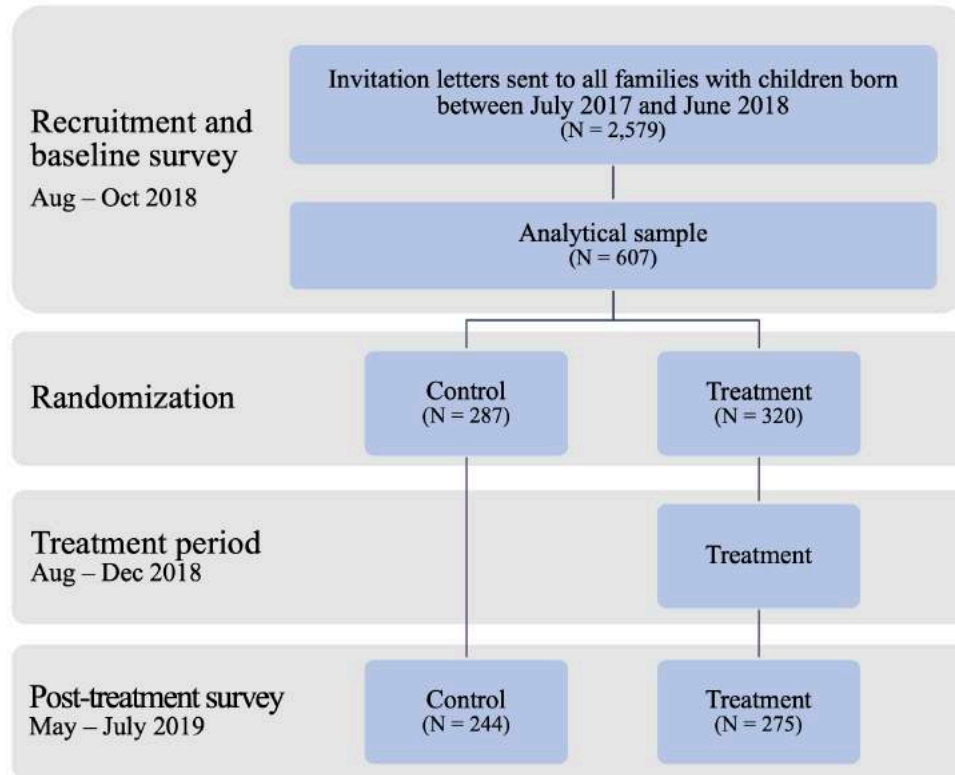 Recruitment and
baseline survey
Aug – Oct 2018
Invitation letters sent to all families with children born
between July 2017 and June 2018
(N = 2,579)
Analytical sample
(N = 607)
Randomization
Control
(N = 287)
Treatment
(N = 320)
Treatment period
Aug – Dec 2018
Treatment
Post-treatment survey
May – July 2019
Control
(N = 244)
Treatment
(N = 275)